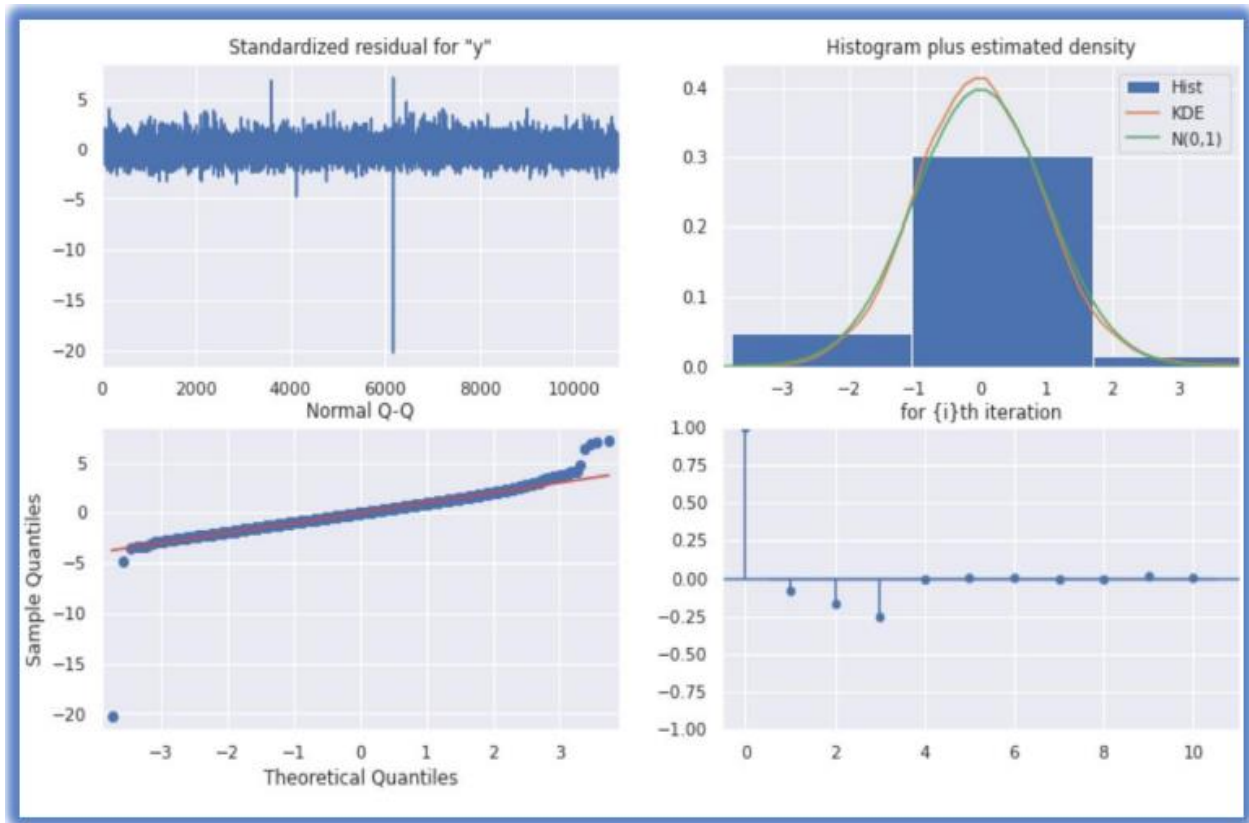 Standardized residual for "y"
5
0
−5
−10
−15
−20
0 2000 4000 6000 8000 10000
Histogram plus estimated density
Hist
KDE
N(0,1)
0.4
0.3
0.2
0.1
0.0
−3 −2 −1 0 1 2 3
Normal Q-Q
Sample Quantiles
5
0
−5
−10
−15
−20
−3 −2 −1 0 1 2 3
Theoretical Quantiles
for {i}th iteration
1.00
0.75
0.50
0.25
0.00
−0.25
−0.50
−0.75
−1.00
0 2 4 6 8 10